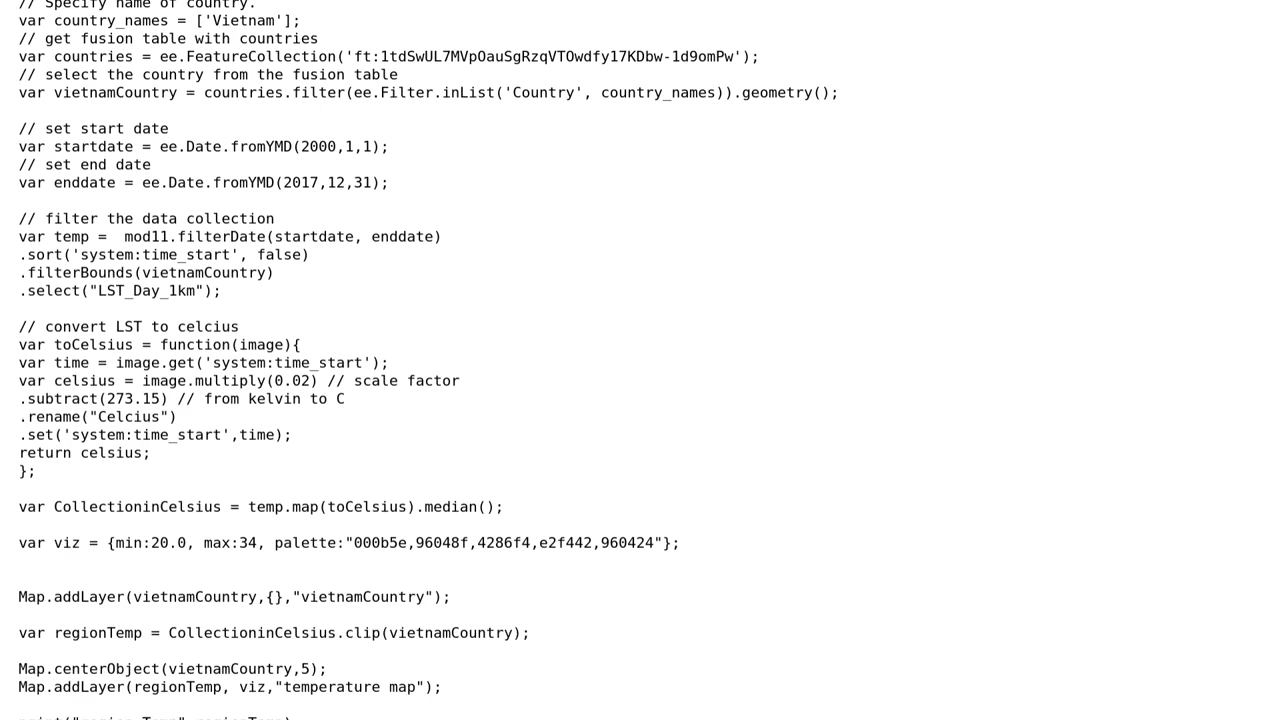 // Specify name of country.
var country_names = ['Vietnam'];
// get fusion table with countries
var countries = ee.FeatureCollection('ft:1tdSwUL7MVpOauSgRzqVTOwdfy17KDbw-1d9omPw');
// select the country from the fusion table
var vietnamCountry = countries.filter(ee.Filter.inList('Country', country_names)).geometry();
// set start date
var startdate = ee.Date.fromYMD(2000,1,1);
// set end date
var enddate = ee.Date.fromYMD(2017,12,31);
// filter the data collection
var temp =  mod11.filterDate(startdate, enddate)
.sort('system:time_start', false)
.filterBounds(vietnamCountry)
.select("LST_Day_1km");
// convert LST to celcius
var toCelsius = function(image){
var time = image.get('system:time_start');
var celsius = image.multiply(0.02) // scale factor
.subtract(273.15) // from kelvin to C
.rename("Celcius")
.set('system:time_start',time);
return celsius;
};
var CollectioninCelsius = temp.map(toCelsius).median();
var viz = {min:20.0, max:34, palette:"000b5e,96048f,4286f4,e2f442,960424"};
Map.addLayer(vietnamCountry,{},"vietnamCountry");
var regionTemp = CollectioninCelsius.clip(vietnamCountry);
Map.centerObject(vietnamCountry,5);
Map.addLayer(regionTemp, viz,"temperature map");